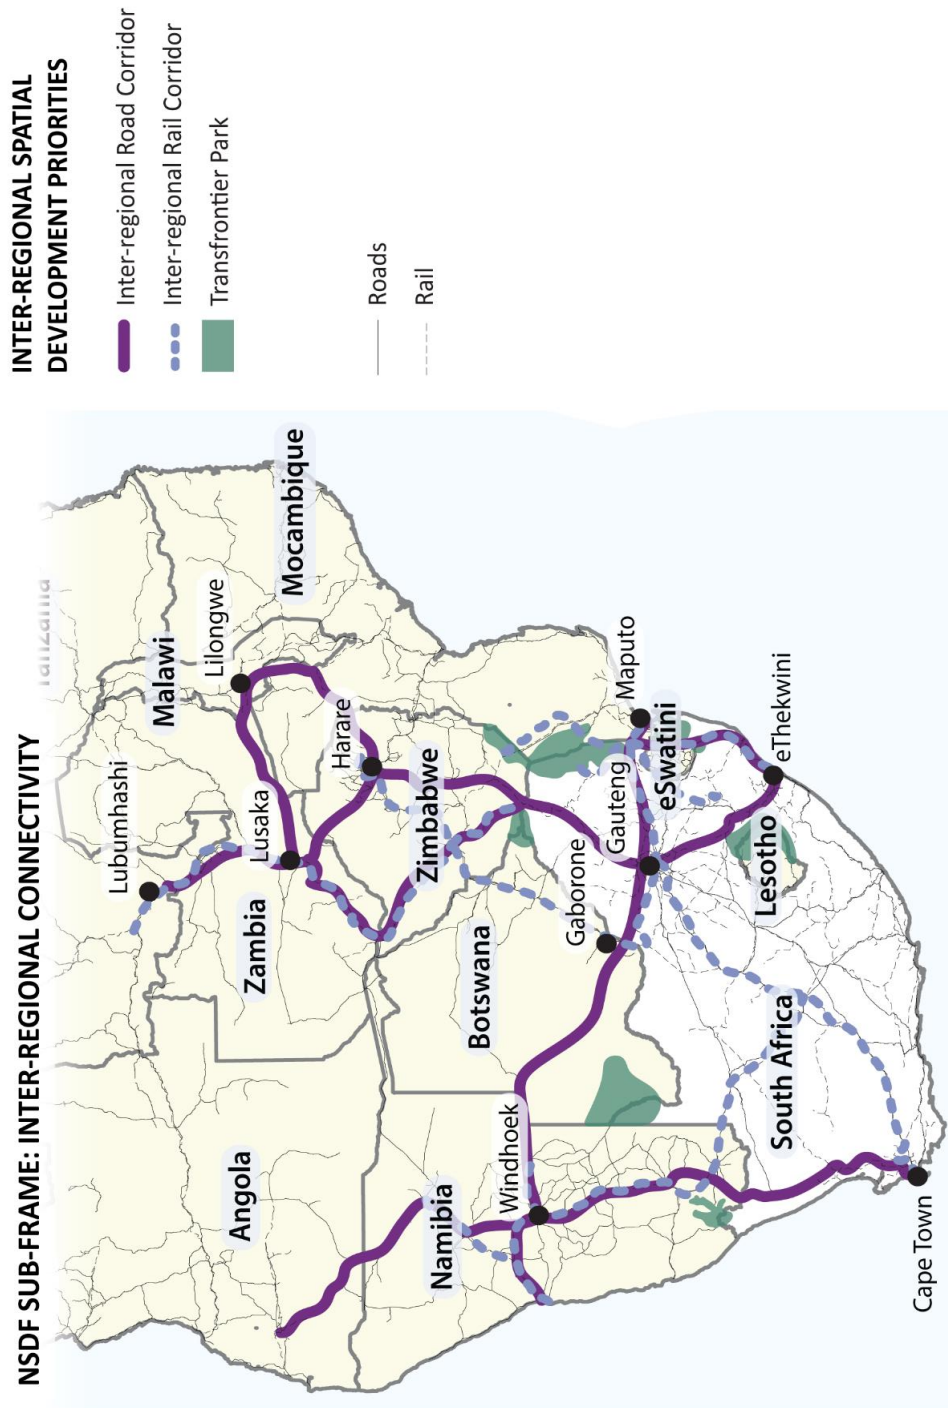 NSDF SUB-FRAME: INTER-REGIONAL CONNECTIVITY
INTER-REGIONAL SPATIAL
DEVELOPMENT PRIORITIES
Inter-regional Road Corridor
Inter-regional Rail Corridor
Transfrontier Park
Roads
Rail
Tanzania
Lubumbhashi
Malawi
Lilongwe
Mocambique
Angola
Zambia
Lusaka
Harare
Zimbabwe
Namibia
Windhoek
Botswana
Gaborone
Gauteng
Maputo
eSwatini
South Africa
Lesotho
eThekwini
Cape Town